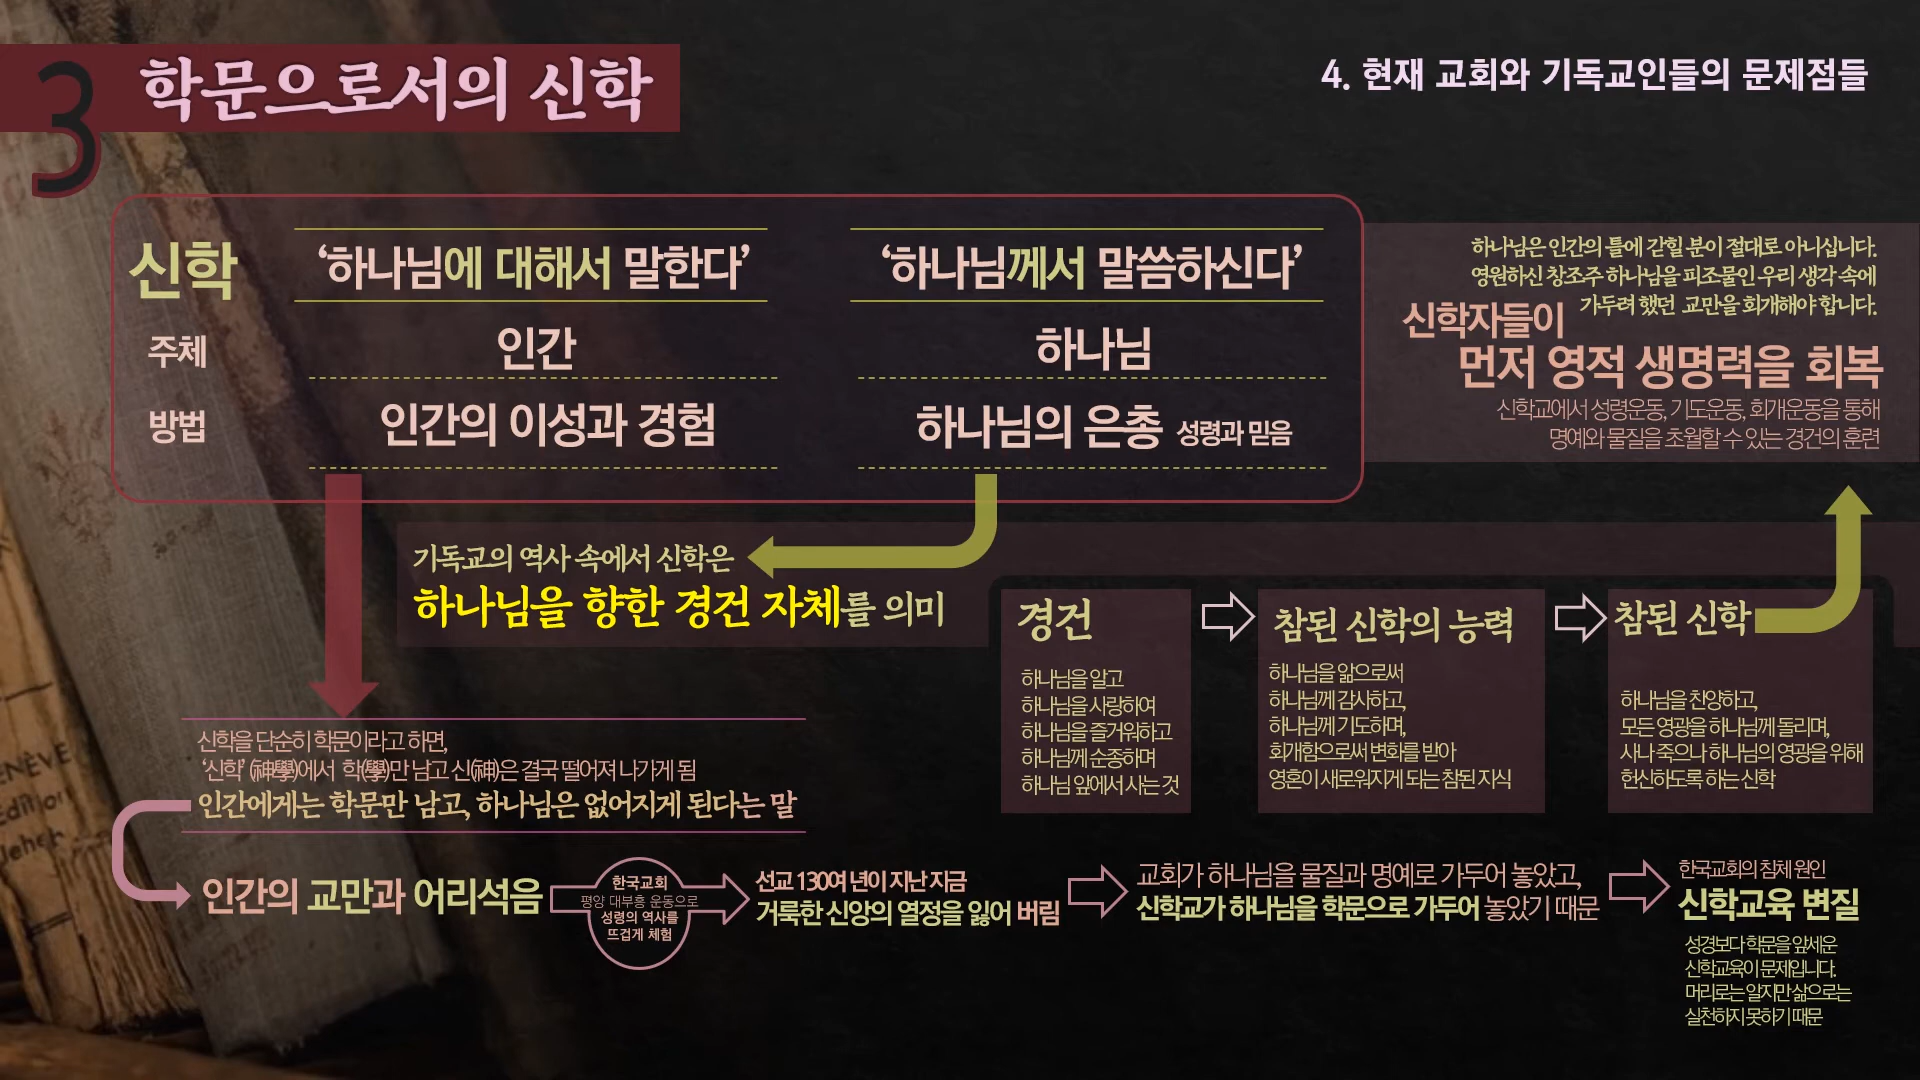 3
학문으로서의 신학
4. 현재 교회와 기독교인들의 문제점들
신학
‘하나님에 대해서 말한다’
‘하나님께서 말씀하신다’
주체
인간
하나님
방법
인간의 이성과 경험
하나님의 은총 성령과 믿음
하나님은 인간의 틀에 갇힐 분이 절대로 아니십니다.
영원하신 창조주 하나님을 피조물인 우리 생각 속에
가두려 했던 교만을 회개해야 합니다.
신학자들이
먼저 영적 생명력을 회복
신학교에서 성령운동, 기도운동, 회개운동을 통해
명예와 물질을 초월할 수 있는 경건의 훈련
기독교의 역사 속에서 신학은
하나님을 향한 경건 자체를 의미
경건
하나님을 알고
하나님을 사랑하여
하나님을 즐거워하고
하나님께 순종하며
하나님 앞에서 사는 것
참된 신학의 능력
하나님을 앎으로써
하나님께 감사하고,
하나님께 기도하며,
회개함으로써 변화를 받아
영혼이 새로워지게 되는 참된 지식
참된 신학
하나님을 찬양하고,
모든 영광을 하나님께 돌리며,
사나 죽으나 하나님의 영광을 위해
헌신하도록 하는 신학
신학을 단순히 학문이라고 하면,
‘신학’(神學)에서 학(學)만 남고 신(神)은 결국 떨어져 나가게 됨
인간에게는 학문만 남고, 하나님은 없어지게 된다는 말
인간의 교만과 어리석음
한국교회
평양 대부흥 운동으로
성령의 역사를
뜨겁게 체험
선교 130여 년이 지난 지금
거룩한 신앙의 열정을 잃어 버림
교회가 하나님을 물질과 명예로 가두어 놓았고,
신학교가 하나님을 학문으로 가두어 놓았기 때문
한국교회의 침체 원인
신학교육 변질
성경보다 학문을 앞세운
신학교육이 문제입니다.
머리로는 알지만 삶으로는
실천하지 못하기 때문
ENÈVE
edition